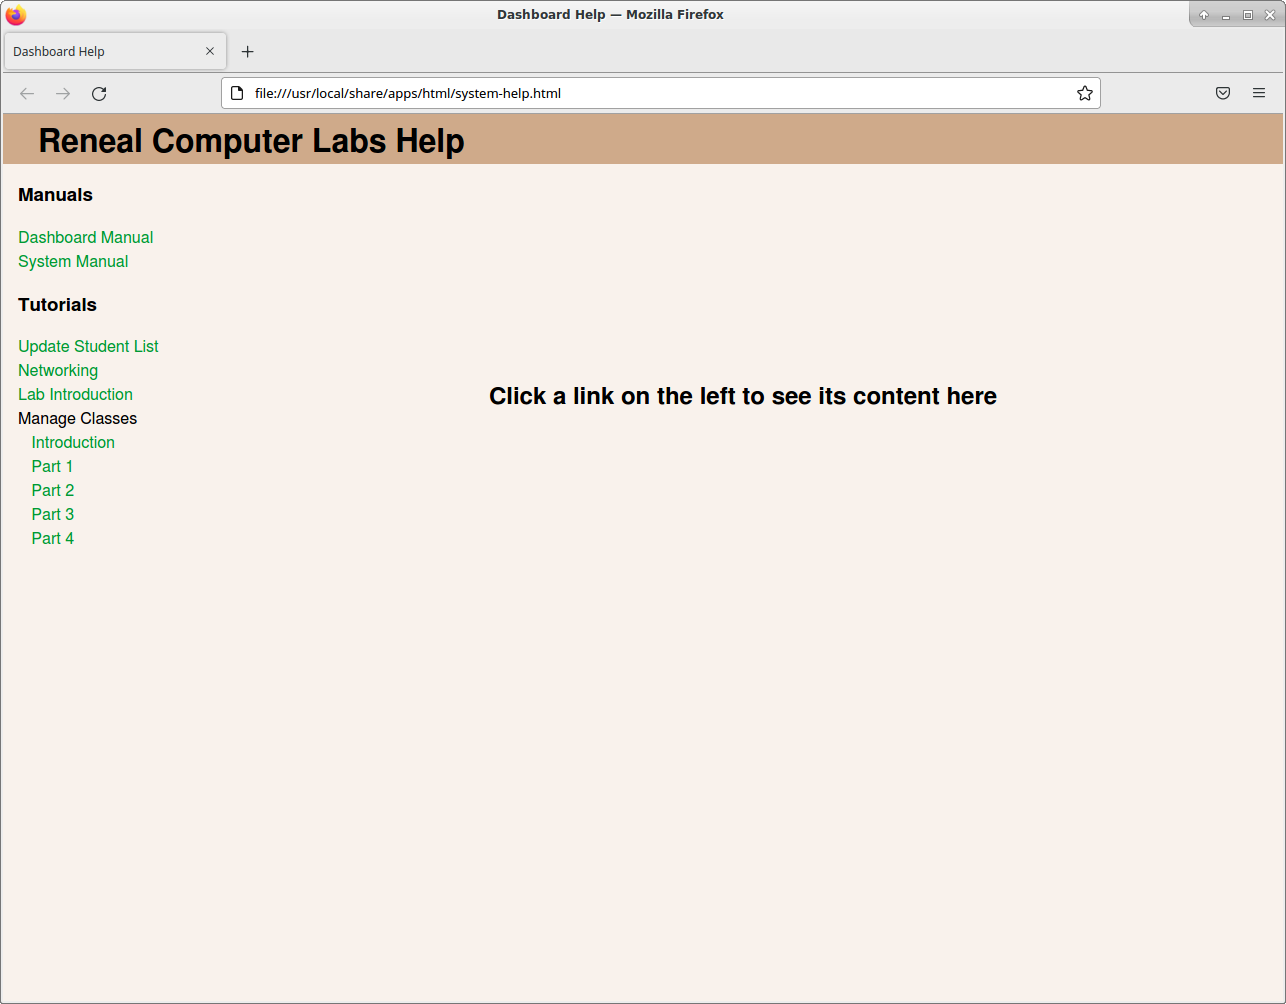 Dashboard Help — Mozilla Firefox
Dashboard Help
file:///usr/local/share/apps/html/system-help.html
Reneal Computer Labs Help
Manuals
Dashboard Manual
System Manual
Tutorials
Update Student List
Networking
Lab Introduction
Manage Classes
Introduction
Part 1
Part 2
Part 3
Part 4
Click a link on the left to see its content here